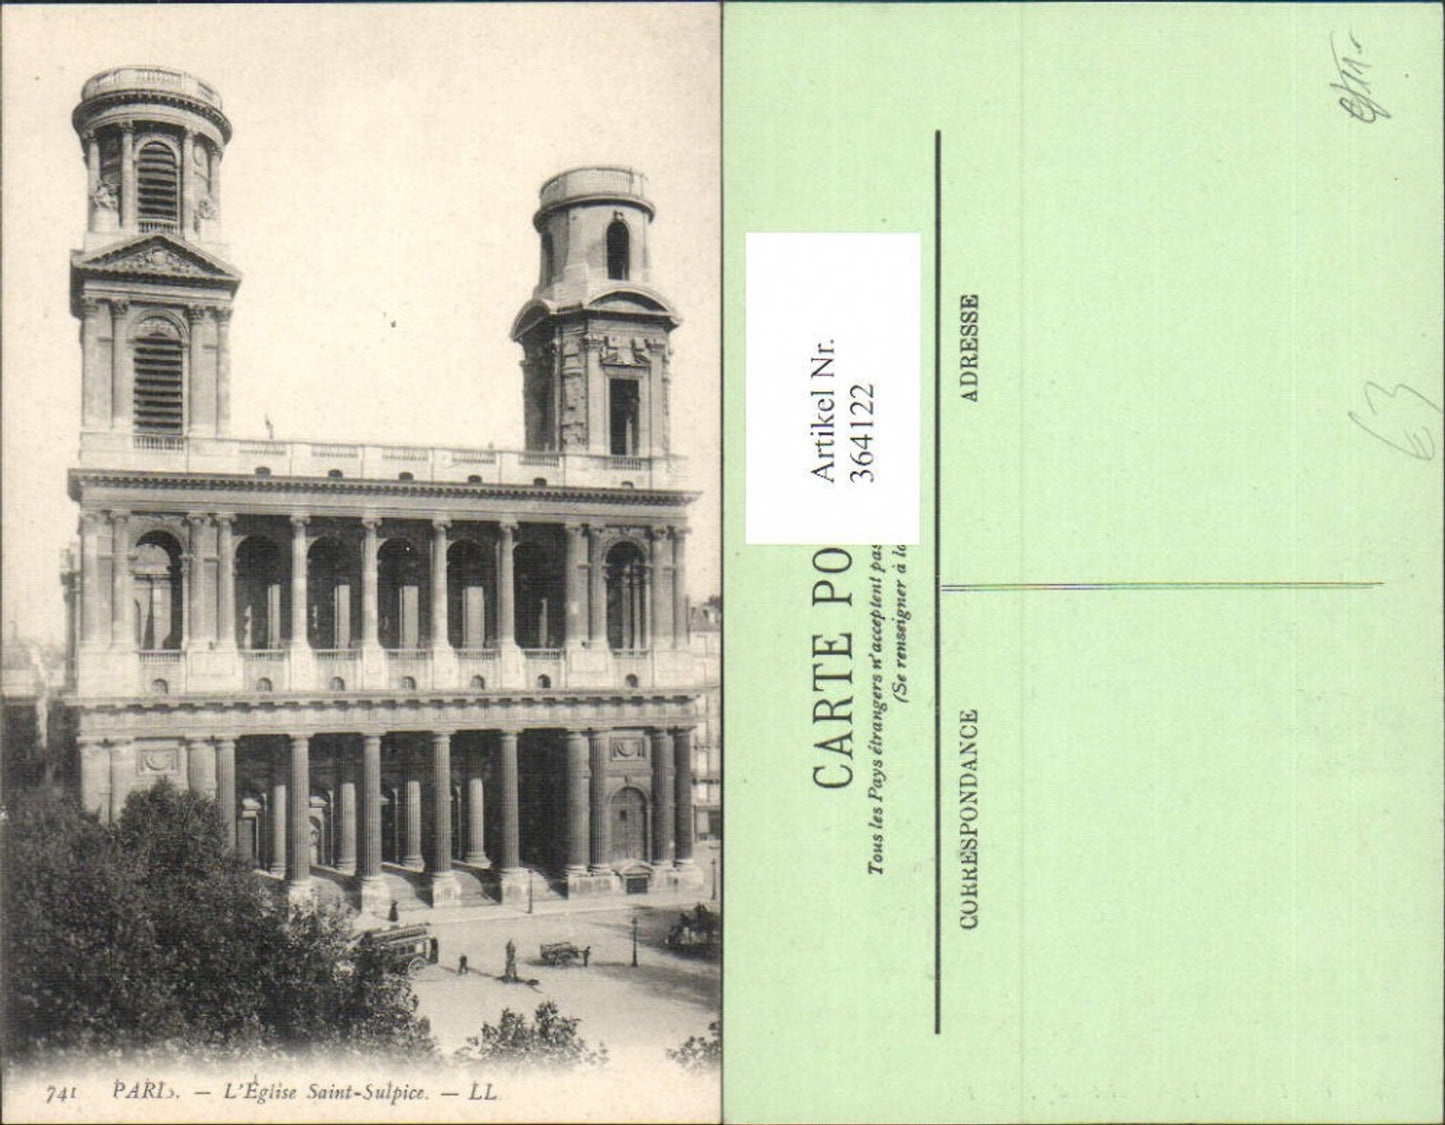 741 PARIS. — L'Église Saint-Sulpice. — LL
Artikel Nr.
364122
CARTE PO
Tous les Pays étrangers n'acceptent pas
(Se renseigner à la
CORRESPONDANCE
ADRESSE